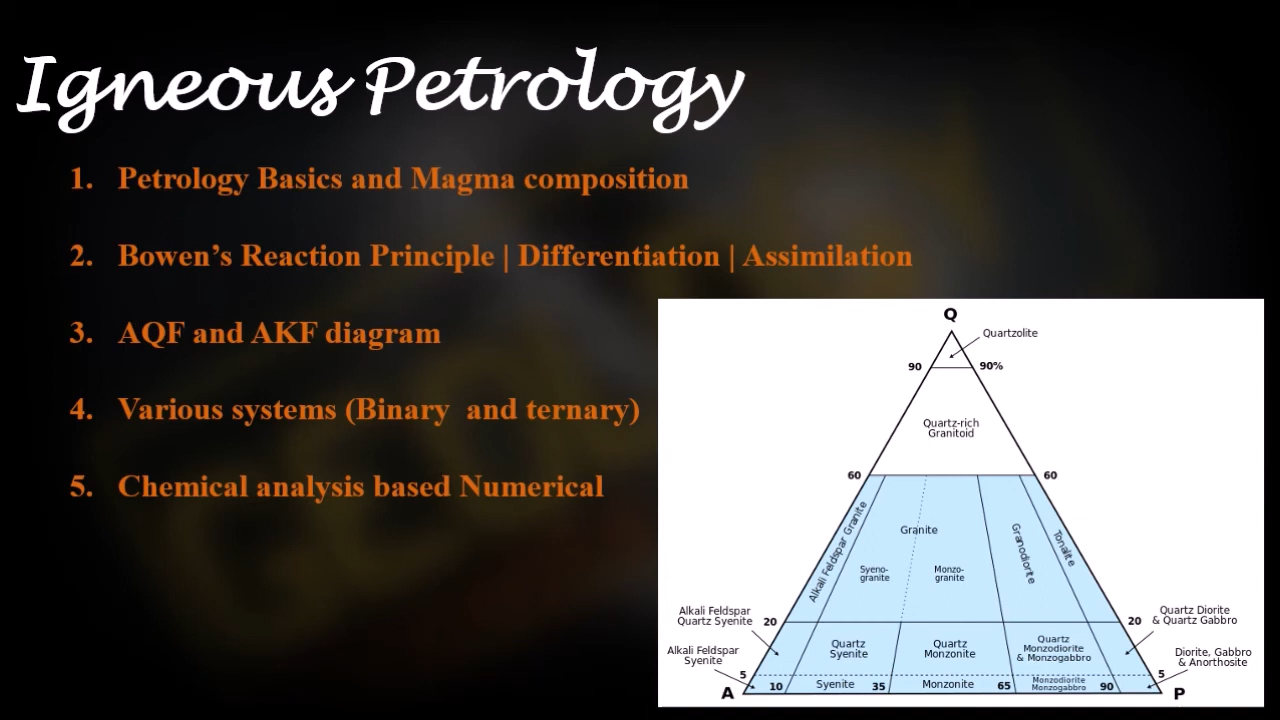 Igneous Petrology
1. Petrology Basics and Magma composition
2. Bowen’s Reaction Principle | Differentiation | Assimilation
3. AQF and AKF diagram
4. Various systems (Binary and ternary)
5. Chemical analysis based Numerical
Q
Quartzolite
90
90%
Quartz-rich
Granitoid
60
60
Alkali Feldspar Granite
Granite
Syeno-
granite
Monzo-
granite
Granodiorite
Tonalite
Alkali Feldspar
Quartz Syenite
20
20
Quartz Diorite
& Quartz Gabbro
Quartz
Syenite
Quartz
Monzonite
Quartz
Monzodiorite
& Monzogabbro
Alkali Feldspar
Syenite
Diorite, Gabbro
& Anorthosite
5
5
10
Syenite
35
Monzonite
65
Monzodiorite
Monzogabbro
90
A
P